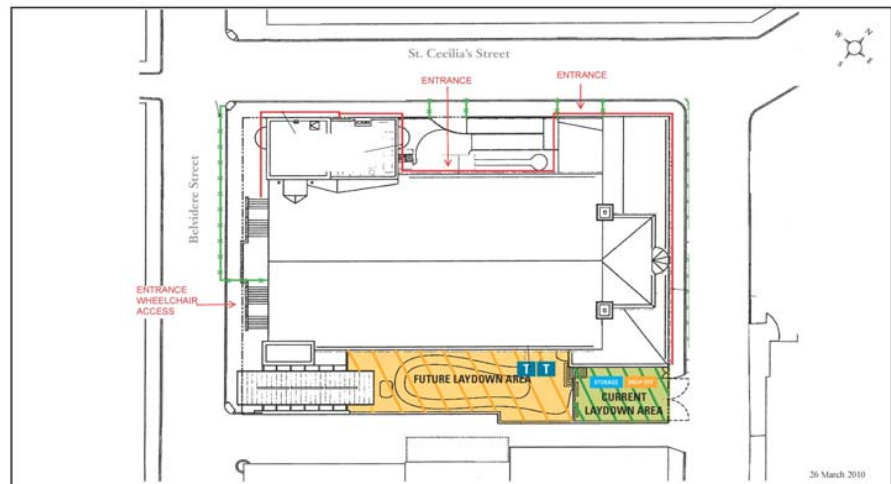 St. Cecilia's Street
N
W
E
S
ENTRANCE
ENTRANCE
Belvidere Street
ENTRANCE
WHEELCHAIR
ACCESS
T T
FUTURE LAYDOWN AREA
STORAGE DROP OFF
CURRENT
LAYDOWN AREA
26 March 2010